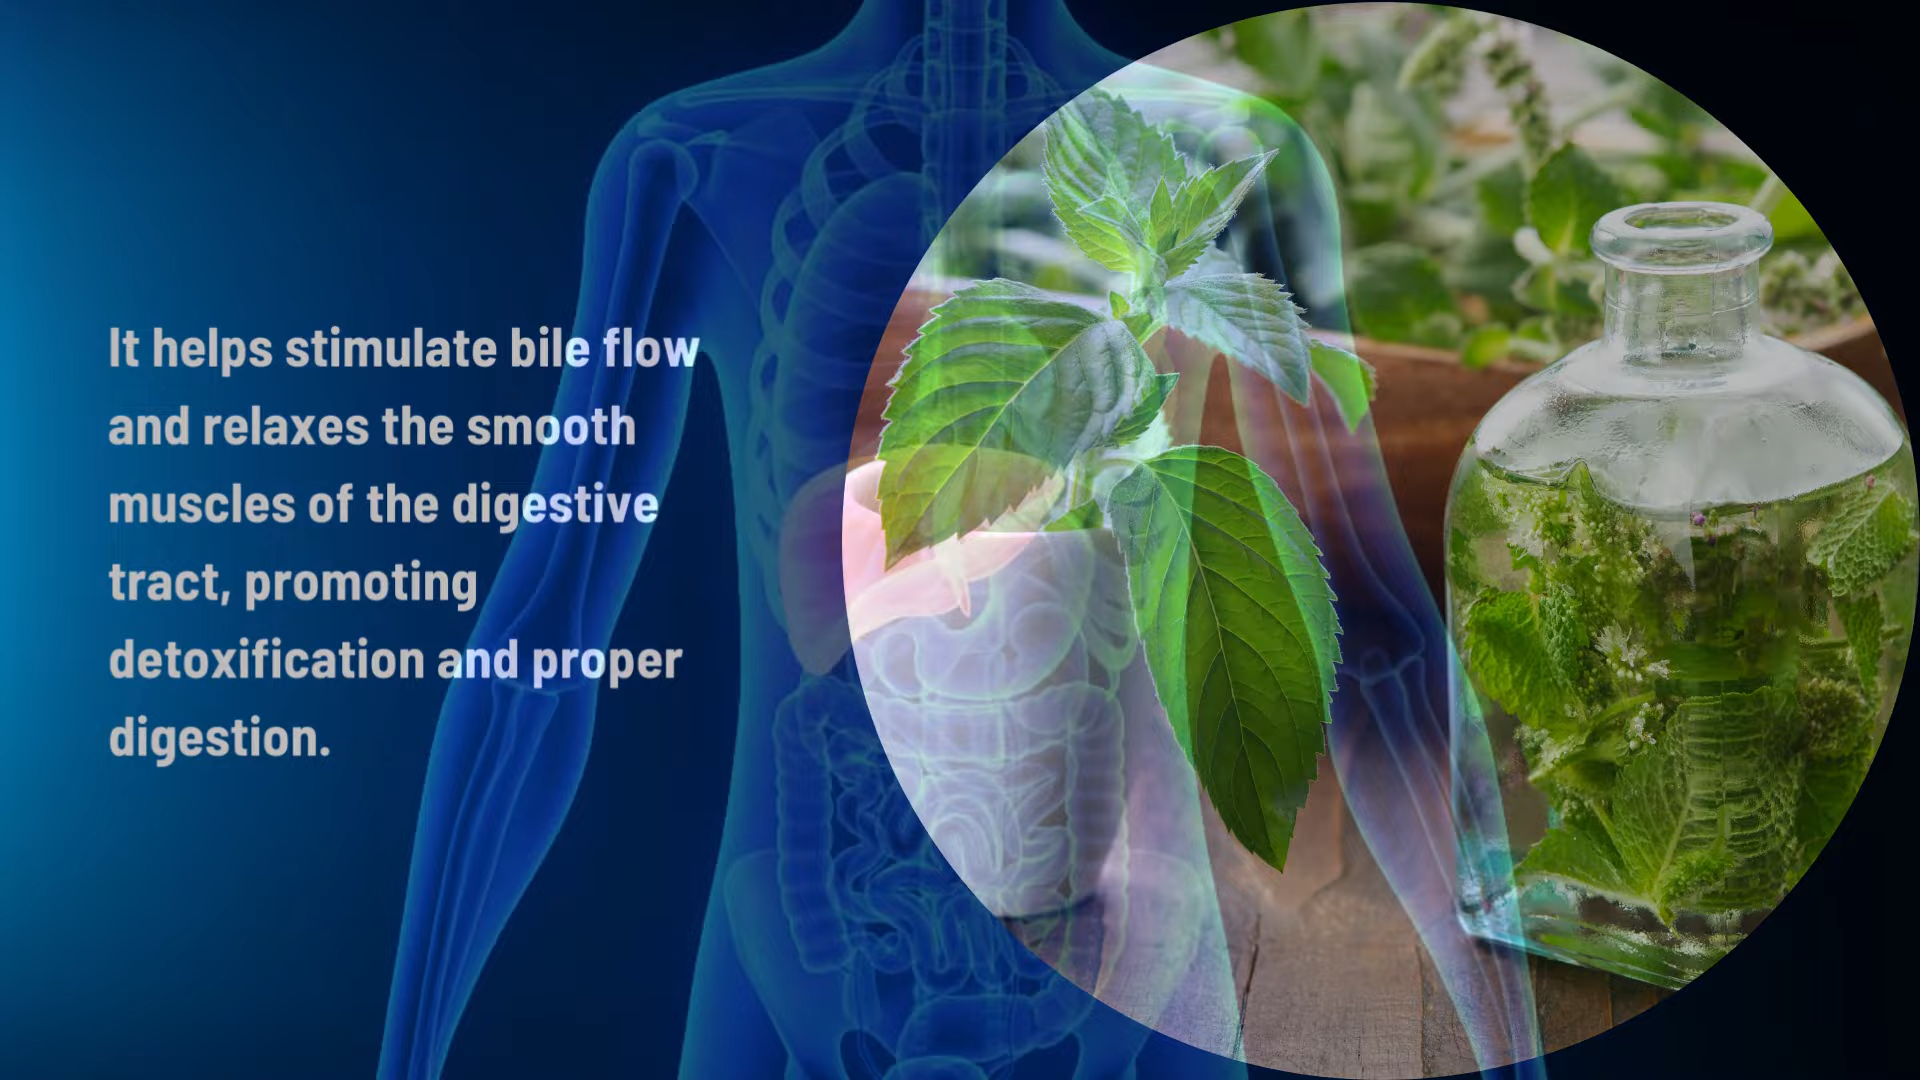 It helps stimulate bile flow
and relaxes the smooth
muscles of the digestive
tract, promoting
detoxification and proper
digestion.